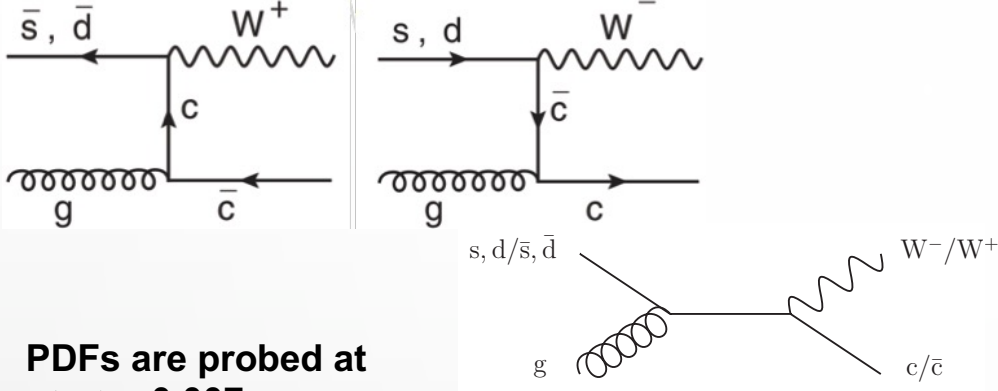 s̄ , d̄
W⁺
c
g
c̄
s , d
W⁻
c̄
g
c
s, d/s̄, d̄
W⁻/W⁺
g
c/c̄
PDFs are probed at